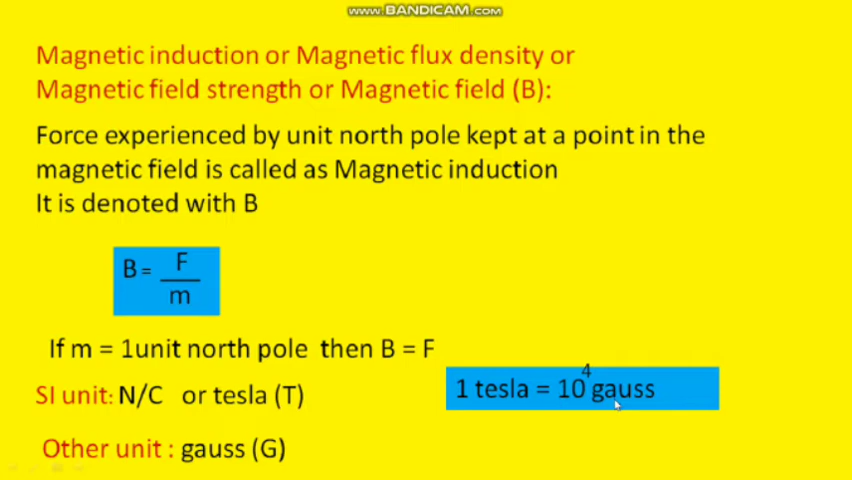 www.BANDICAM.com
Magnetic induction or Magnetic flux density or
Magnetic field strength or Magnetic field (B):
Force experienced by unit north pole kept at a point in the
magnetic field is called as Magnetic induction
It is denoted with B
B = F
m
If m = 1unit north pole then B = F
SI unit: N/C or tesla (T)
1 tesla = 10⁴ gauss
Other unit : gauss (G)